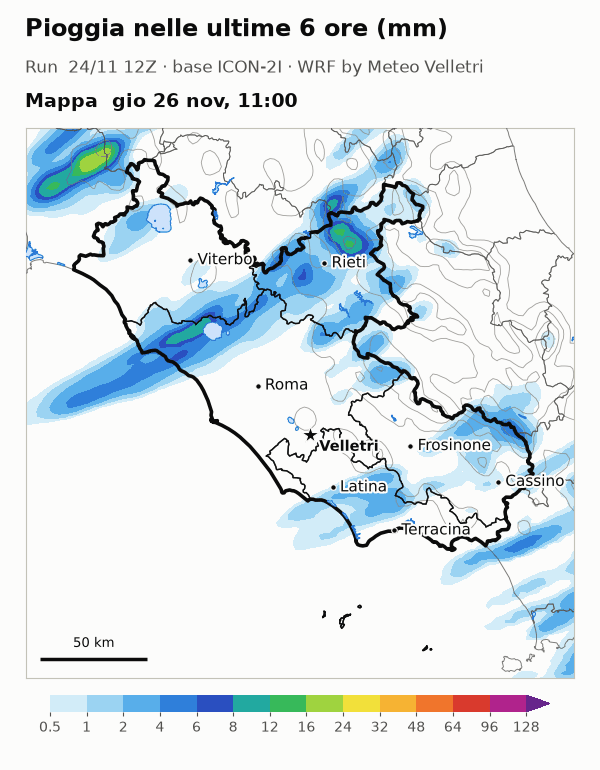 Pioggia nelle ultime 6 ore (mm)
Run  24/11 12Z · base ICON-2I · WRF by Meteo Velletri
Mappa  gio 26 nov, 11:00
Viterbo
Rieti
Roma
Velletri
Frosinone
Latina
Cassino
Terracina
50 km
0.5 1 2 4 6 8 12 16 24 32 48 64 96 128